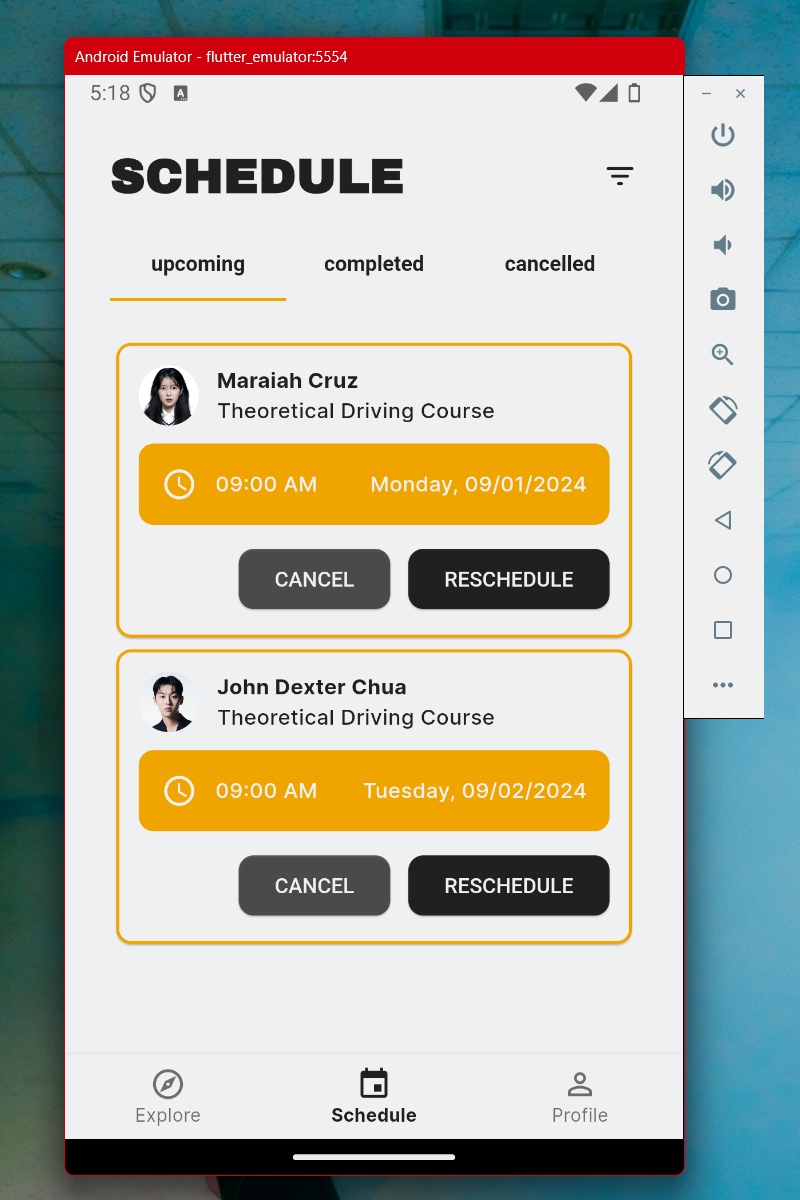 Android Emulator - flutter_emulator:5554
5:18
A
SCHEDULE
upcoming completed cancelled
Maraiah Cruz
Theoretical Driving Course
09:00 AM Monday, 09/01/2024
CANCEL RESCHEDULE
John Dexter Chua
Theoretical Driving Course
09:00 AM Tuesday, 09/02/2024
CANCEL RESCHEDULE
Explore Schedule Profile